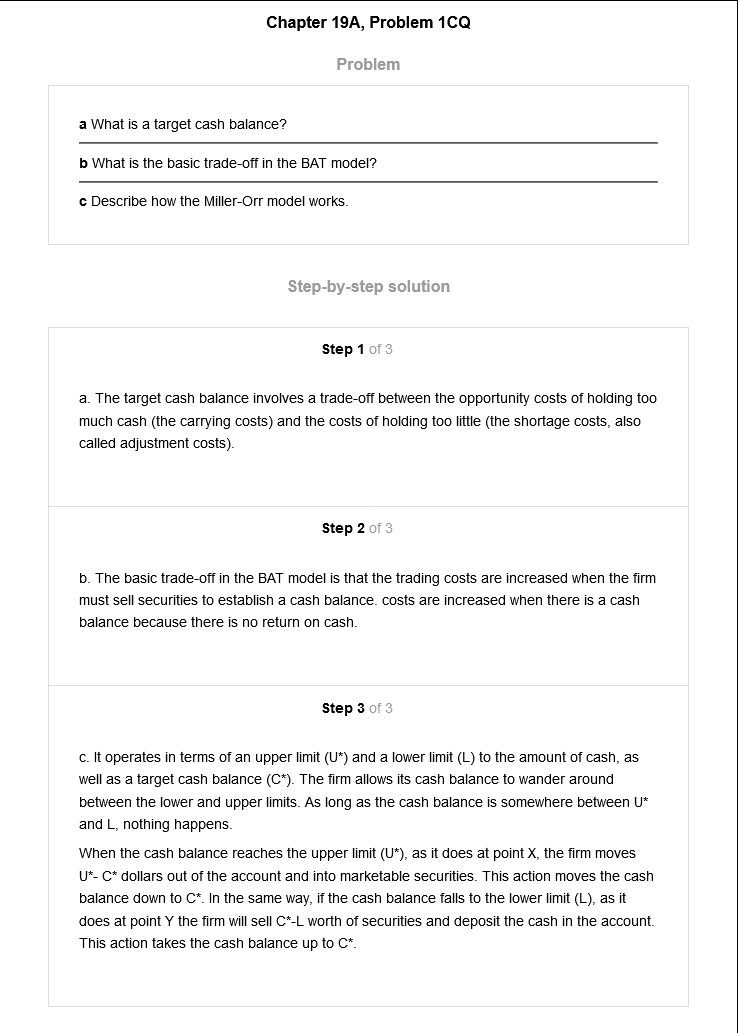 Chapter 19A, Problem 1CQ
Problem
a What is a target cash balance?
b What is the basic trade-off in the BAT model?
c Describe how the Miller-Orr model works.
Step-by-step solution
Step 1 of 3
a. The target cash balance involves a trade-off between the opportunity costs of holding too
much cash (the carrying costs) and the costs of holding too little (the shortage costs, also
called adjustment costs).
Step 2 of 3
b. The basic trade-off in the BAT model is that the trading costs are increased when the firm
must sell securities to establish a cash balance. costs are increased when there is a cash
balance because there is no return on cash.
Step 3 of 3
c. It operates in terms of an upper limit (U*) and a lower limit (L) to the amount of cash, as
well as a target cash balance (C*). The firm allows its cash balance to wander around
between the lower and upper limits. As long as the cash balance is somewhere between U*
and L, nothing happens.
When the cash balance reaches the upper limit (U*), as it does at point X, the firm moves
U*- C* dollars out of the account and into marketable securities. This action moves the cash
balance down to C*. In the same way, if the cash balance falls to the lower limit (L), as it
does at point Y the firm will sell C*-L worth of securities and deposit the cash in the account.
This action takes the cash balance up to C*.